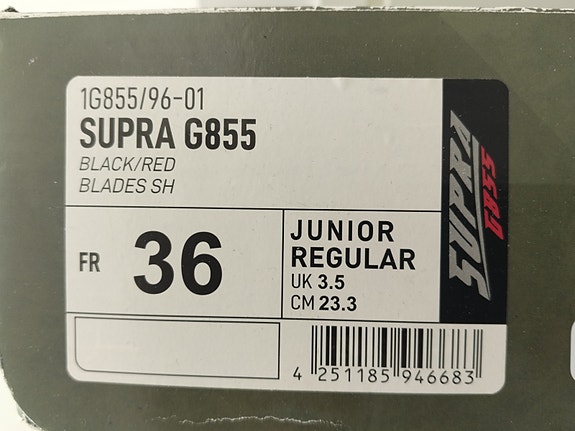 1G855/96-01
SUPRA G855
BLACK/RED
BLADES SH
FR 36
JUNIOR
REGULAR
UK 3.5
CM 23.3
4 251185 946683
SUPRA
G855